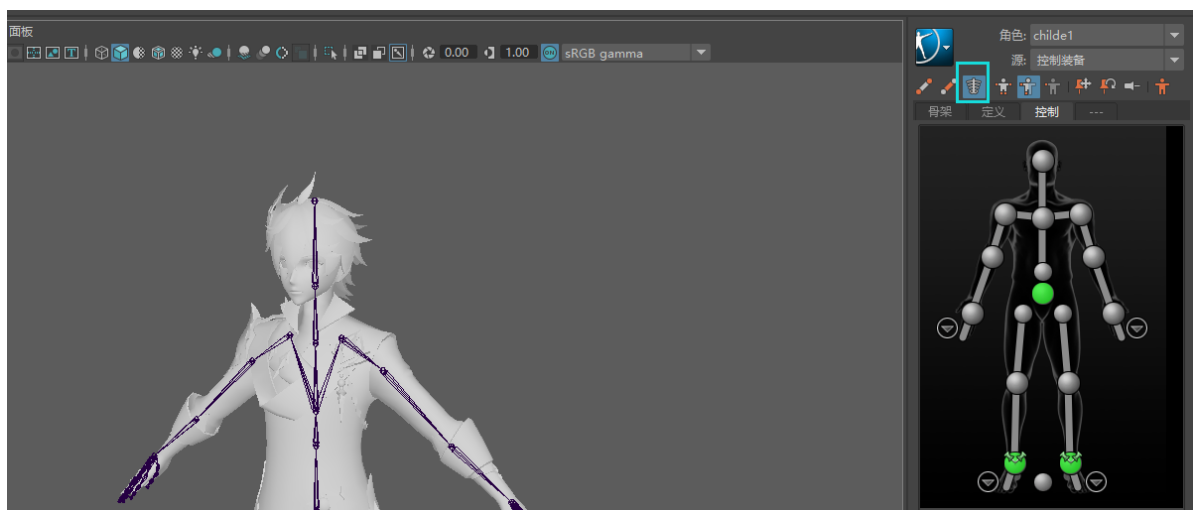 面板
0.00 1.00 ON sRGB gamma
角色: childe1
源: 控制装备
骨架 定义 控制 ---